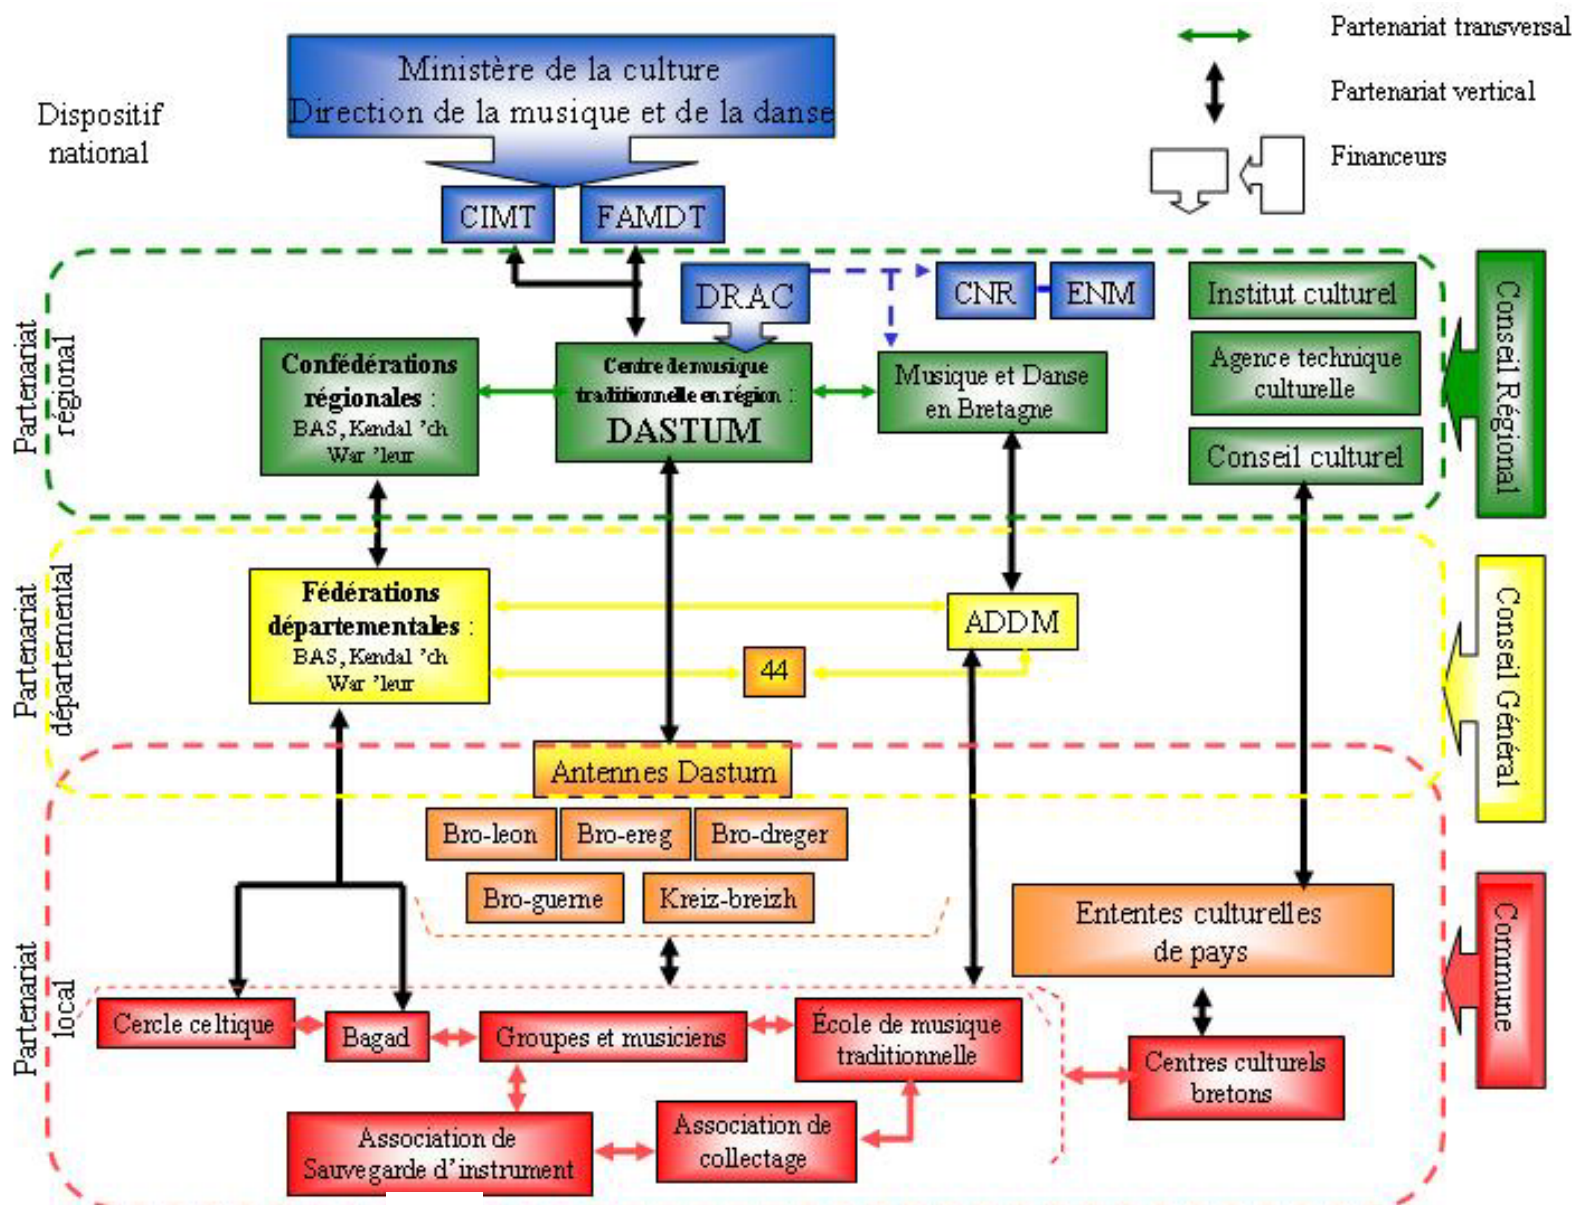 Partenariat transversal
Partenariat vertical
Financeurs
Dispositif
national
Ministère de la culture
Direction de la musique et de la danse
CIMT
FAMDT
Partenariat
régional
DRAC
CNR
ENM
Institut culturel
Agence technique
culturelle
Conseil culturel
Conseil Régional
Confédérations
régionales :
BAS, Kendal ’ch
War ’leur
Centre de musique
traditionnelle en région :
DASTUM
Musique et Danse
en Bretagne
Partenariat
départemental
Fédérations
départementales :
BAS, Kendal ’ch
War ’leur
ADDM
44
Conseil Général
Antennes Dastum
Bro-leon
Bro-ereg
Bro-dreger
Bro-guerne
Kreiz-breizh
Ententes culturelles
de pays
Commune
Partenariat
local
Cercle celtique
Bagad
Groupes et musiciens
École de musique
traditionnelle
Centres culturels
bretons
Association de
Sauvegarde d’instrument
Association de
collectage